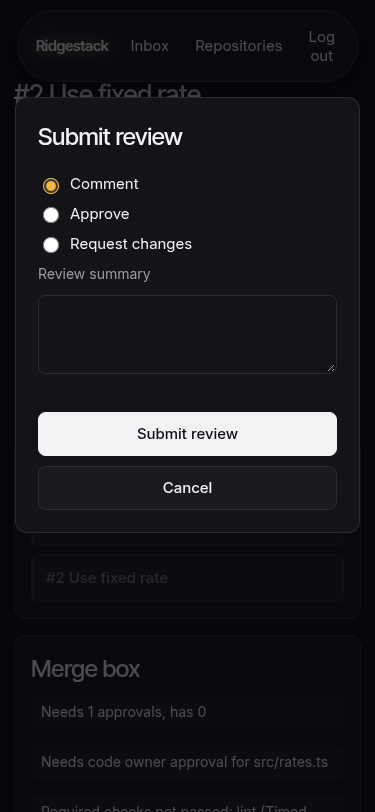 Ridgestack
Inbox
Repositories
Log
out
#2 Use fixed rate
Submit review
Comment
Approve
Request changes
Review summary
Submit review
Cancel
#2 Use fixed rate
Merge box
Needs 1 approvals, has 0
Needs code owner approval for src/rates.ts
Required checks not passed: lint (Timed